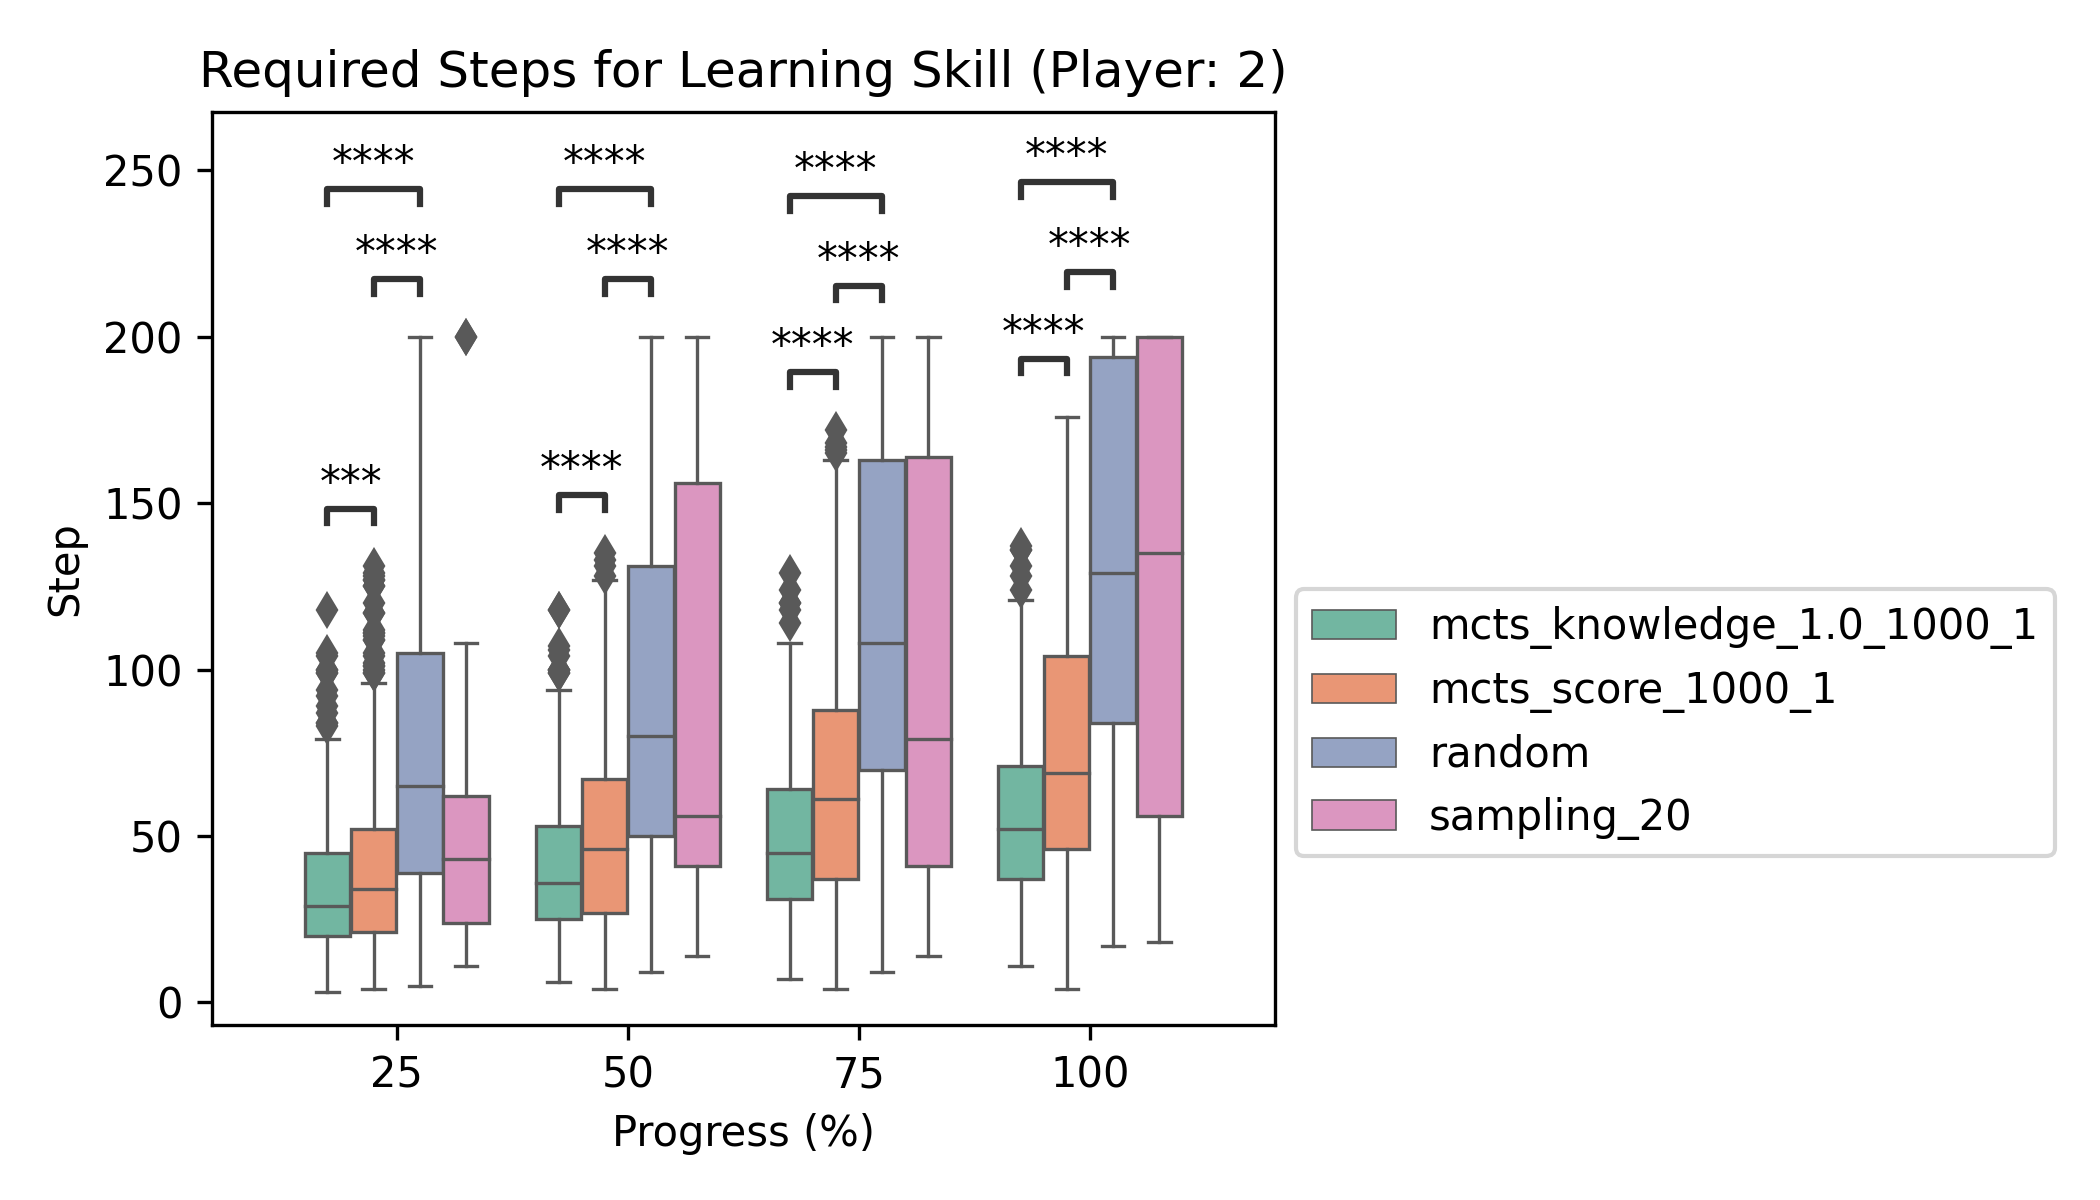 Required Steps for Learning Skill (Player: 2)
250
200
150
100
50
0
Step
**** **** **** ****
**** **** **** ****
**** ****
*** ****
25 50 75 100
Progress (%)
mcts_knowledge_1.0_1000_1
mcts_score_1000_1
random
sampling_20